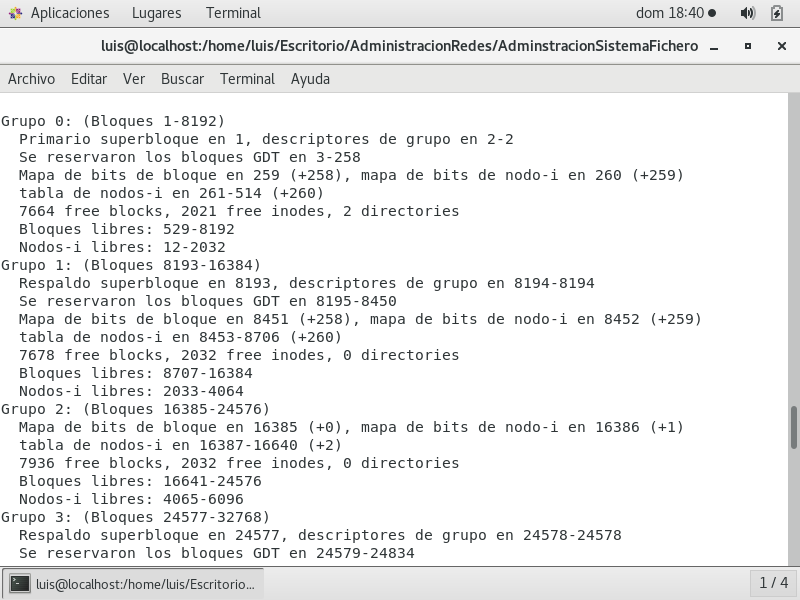 Aplicaciones Lugares Terminal dom 18:40
luis@localhost:/home/luis/Escritorio/AdministracionRedes/AdminstracionSistemaFichero
Archivo Editar Ver Buscar Terminal Ayuda
Grupo 0: (Bloques 1-8192)
Primario superbloque en 1, descriptores de grupo en 2-2
Se reservaron los bloques GDT en 3-258
Mapa de bits de bloque en 259 (+258), mapa de bits de nodo-i en 260 (+259)
tabla de nodos-i en 261-514 (+260)
7664 free blocks, 2021 free inodes, 2 directories
Bloques libres: 529-8192
Nodos-i libres: 12-2032
Grupo 1: (Bloques 8193-16384)
Respaldo superbloque en 8193, descriptores de grupo en 8194-8194
Se reservaron los bloques GDT en 8195-8450
Mapa de bits de bloque en 8451 (+258), mapa de bits de nodo-i en 8452 (+259)
tabla de nodos-i en 8453-8706 (+260)
7678 free blocks, 2032 free inodes, 0 directories
Bloques libres: 8707-16384
Nodos-i libres: 2033-4064
Grupo 2: (Bloques 16385-24576)
Mapa de bits de bloque en 16385 (+0), mapa de bits de nodo-i en 16386 (+1)
tabla de nodos-i en 16387-16640 (+2)
7936 free blocks, 2032 free inodes, 0 directories
Bloques libres: 16641-24576
Nodos-i libres: 4065-6096
Grupo 3: (Bloques 24577-32768)
Respaldo superbloque en 24577, descriptores de grupo en 24578-24578
Se reservaron los bloques GDT en 24579-24834
luis@localhost:/home/luis/Escritorio... 1 / 4